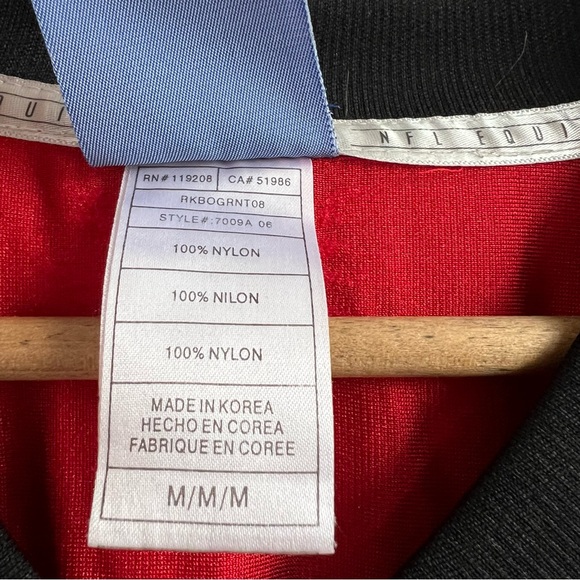 QUI
NFL EQUI
RN# 119208 CA# 51986
RKBOGRNT08
STYLE#:7009A 06
100% NYLON
100% NILON
100% NYLON
MADE IN KOREA
HECHO EN COREA
FABRIQUE EN COREE
M/M/M